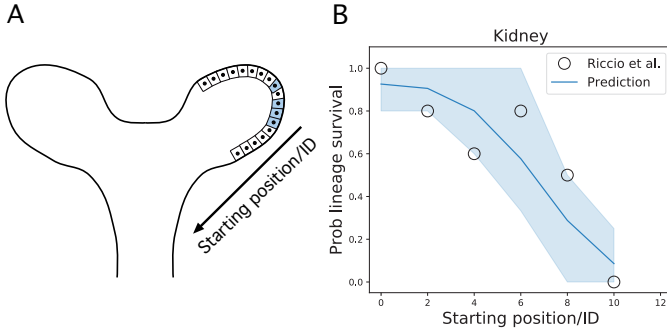 A
Starting position/ID
B
Kidney
Prob lineage survival
1.0
0.8
0.6
0.4
0.2
0.0
Riccio et al.
Prediction
0 2 4 6 8 10 12
Starting position/ID